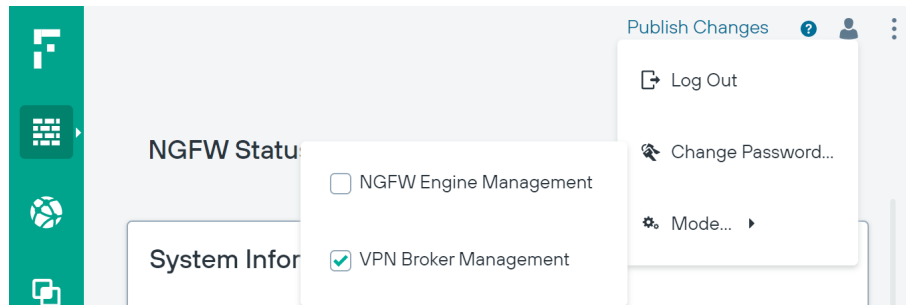 Publish Changes
Log Out
NGFW Statu
Change Password...
NGFW Engine Management
Mode...
System Infor
VPN Broker Management